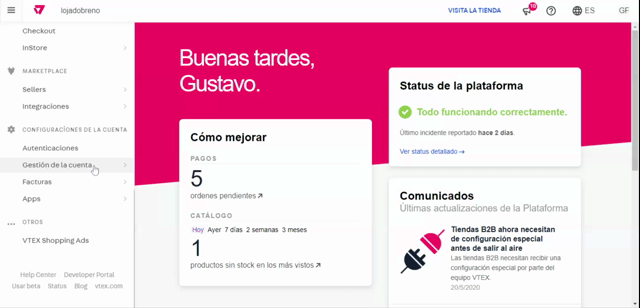 lojadobreno
VISITA LA TIENDA
10
ES
GF
Checkout
InStore
MARKETPLACE
Sellers
Integraciones
CONFIGURACIONES DE LA CUENTA
Autenticaciones
Gestión de la cuenta
Facturas
Apps
OTROS
VTEX Shopping Ads
Help Center Developer Portal
User beta Status Blog vtex.com
Buenas tardes,
Gustavo.
Cómo mejorar
PAGOS
5
ordenes pendientes
CATÁLOGO
Hoy Ayer 7 días 2 semanas 3 meses
1
productos sin stock en los más vistos
Status de la plataforma
Todo funcionando correctamente.
Último incidente reportado hace 2 días.
Ver status detallado
Comunicados
Últimas actualizaciones de la Plataforma
Tiendas B2B ahora necesitan
de configuración especial
antes de salir al aire
Las tiendas B2B necesitan recibir una
configuración especial por parte del
equipo VTEX.
20/5/2020